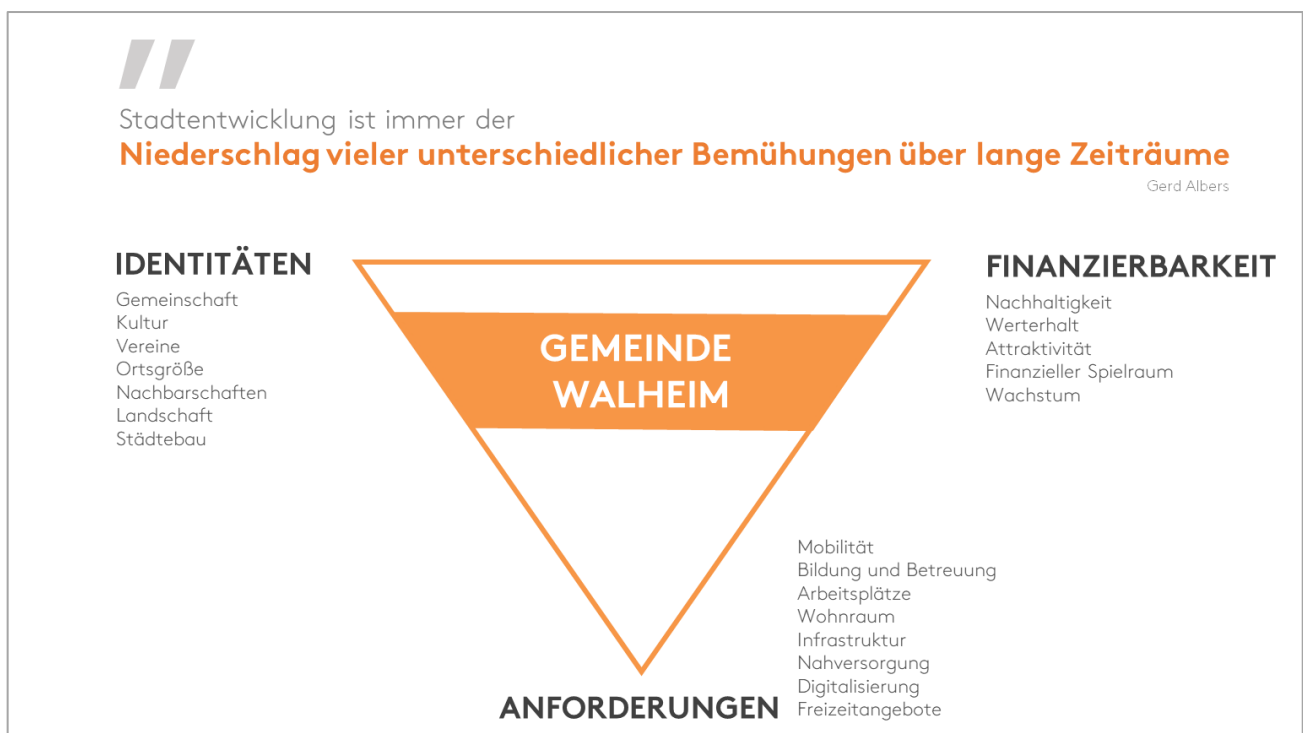 Stadtentwicklung ist immer der
Niederschlag vieler unterschiedlicher Bemühungen über lange Zeiträume
Gerd Albers
IDENTITÄTEN
Gemeinschaft
Kultur
Vereine
Ortsgröße
Nachbarschaften
Landschaft
Städtebau
GEMEINDE
WALHEIM
FINANZIERBARKEIT
Nachhaltigkeit
Werterhalt
Attraktivität
Finanzieller Spielraum
Wachstum
ANFORDERUNGEN
Mobilität
Bildung und Betreuung
Arbeitsplätze
Wohnraum
Infrastruktur
Nahversorgung
Digitalisierung
Freizeitangebote